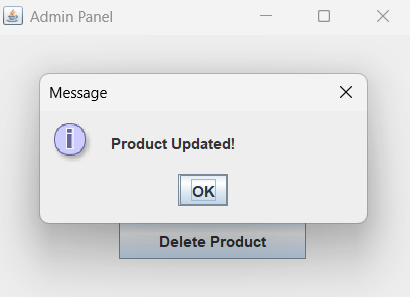 Admin Panel
Message
Product Updated!
OK
Delete Product